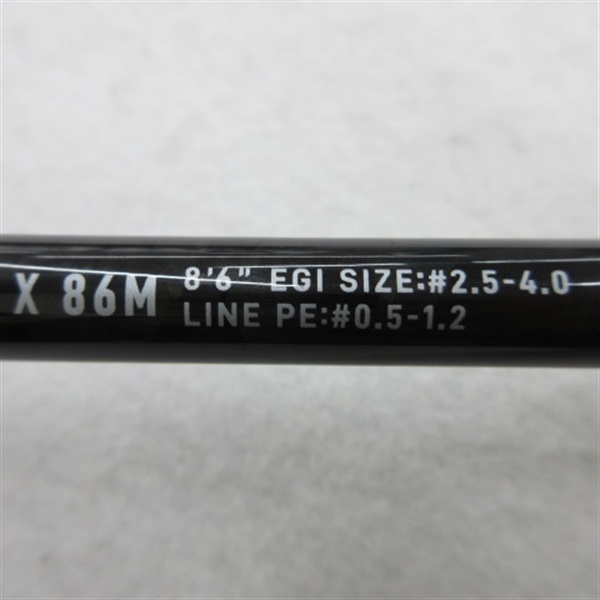 X 86M
8'6" EGI SIZE:#2.5-4.0
LINE PE:#0.5-1.2